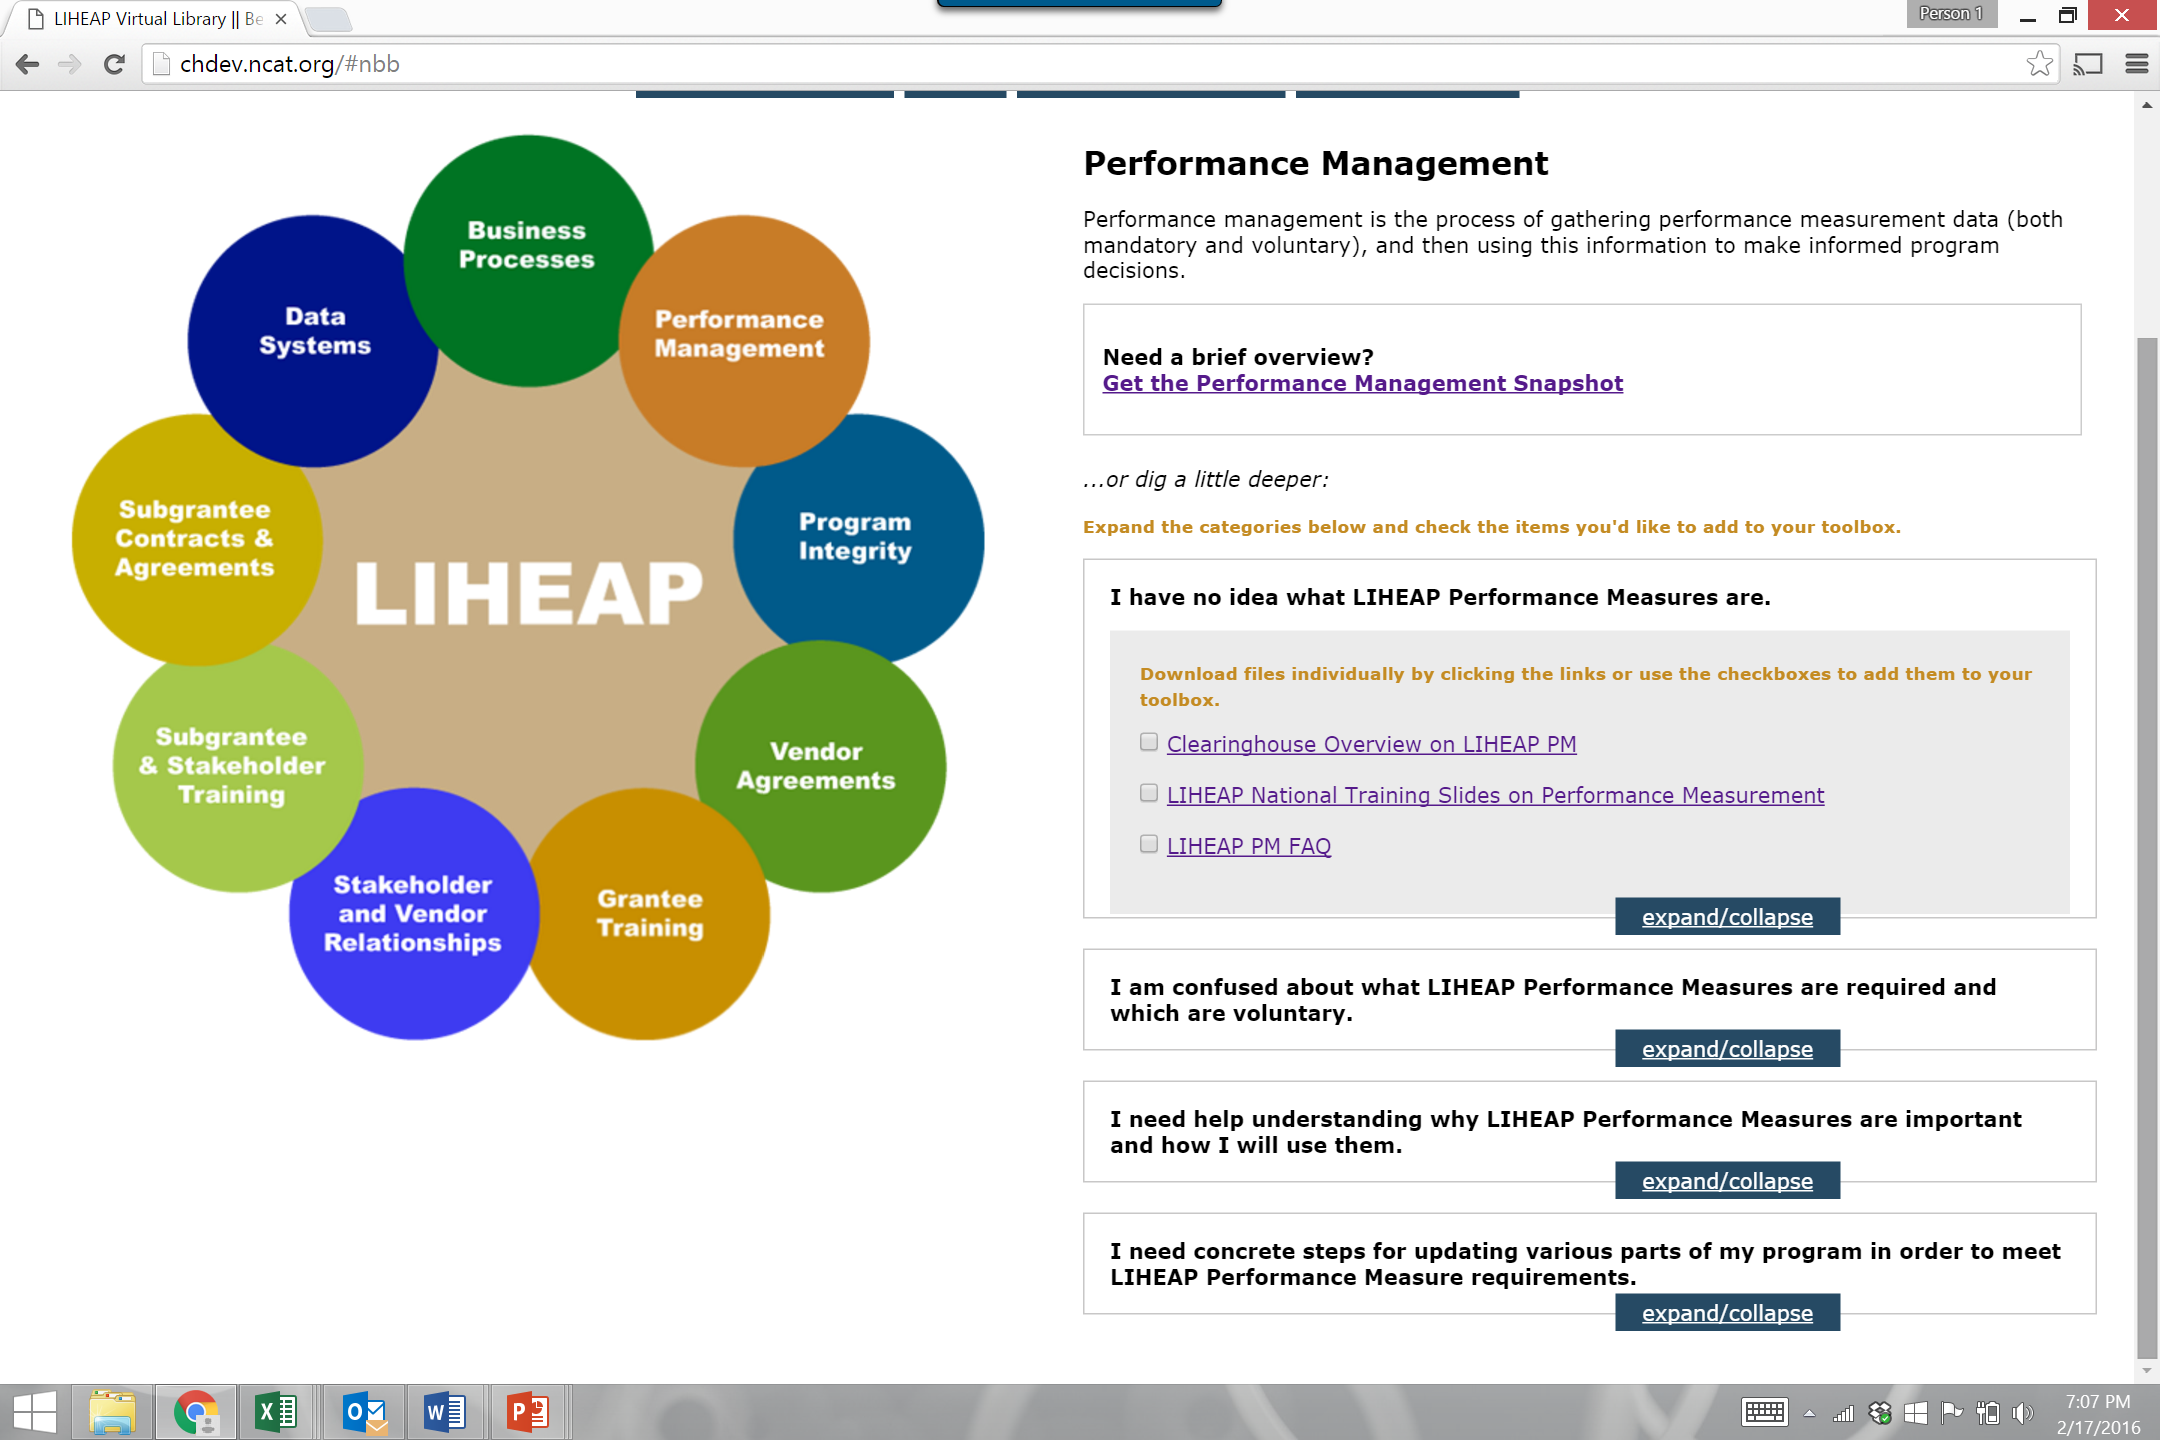 LIHEAP Virtual Library || Be
Person 1
chdev.ncat.org/#nbb
Business
Processes
Data
Systems
Performance
Management
Subgrantee
Contracts &
Agreements
Program
Integrity
LIHEAP
Subgrantee
& Stakeholder
Training
Vendor
Agreements
Stakeholder
and Vendor
Relationships
Grantee
Training
Performance Management
Performance management is the process of gathering performance measurement data (both
mandatory and voluntary), and then using this information to make informed program
decisions.
Need a brief overview?
Get the Performance Management Snapshot
...or dig a little deeper:
Expand the categories below and check the items you'd like to add to your toolbox.
I have no idea what LIHEAP Performance Measures are.
Download files individually by clicking the links or use the checkboxes to add them to your
toolbox.
Clearinghouse Overview on LIHEAP PM
LIHEAP National Training Slides on Performance Measurement
LIHEAP PM FAQ
expand/collapse
I am confused about what LIHEAP Performance Measures are required and
which are voluntary.
expand/collapse
I need help understanding why LIHEAP Performance Measures are important
and how I will use them.
expand/collapse
I need concrete steps for updating various parts of my program in order to meet
LIHEAP Performance Measure requirements.
expand/collapse
7:07 PM
2/17/2016